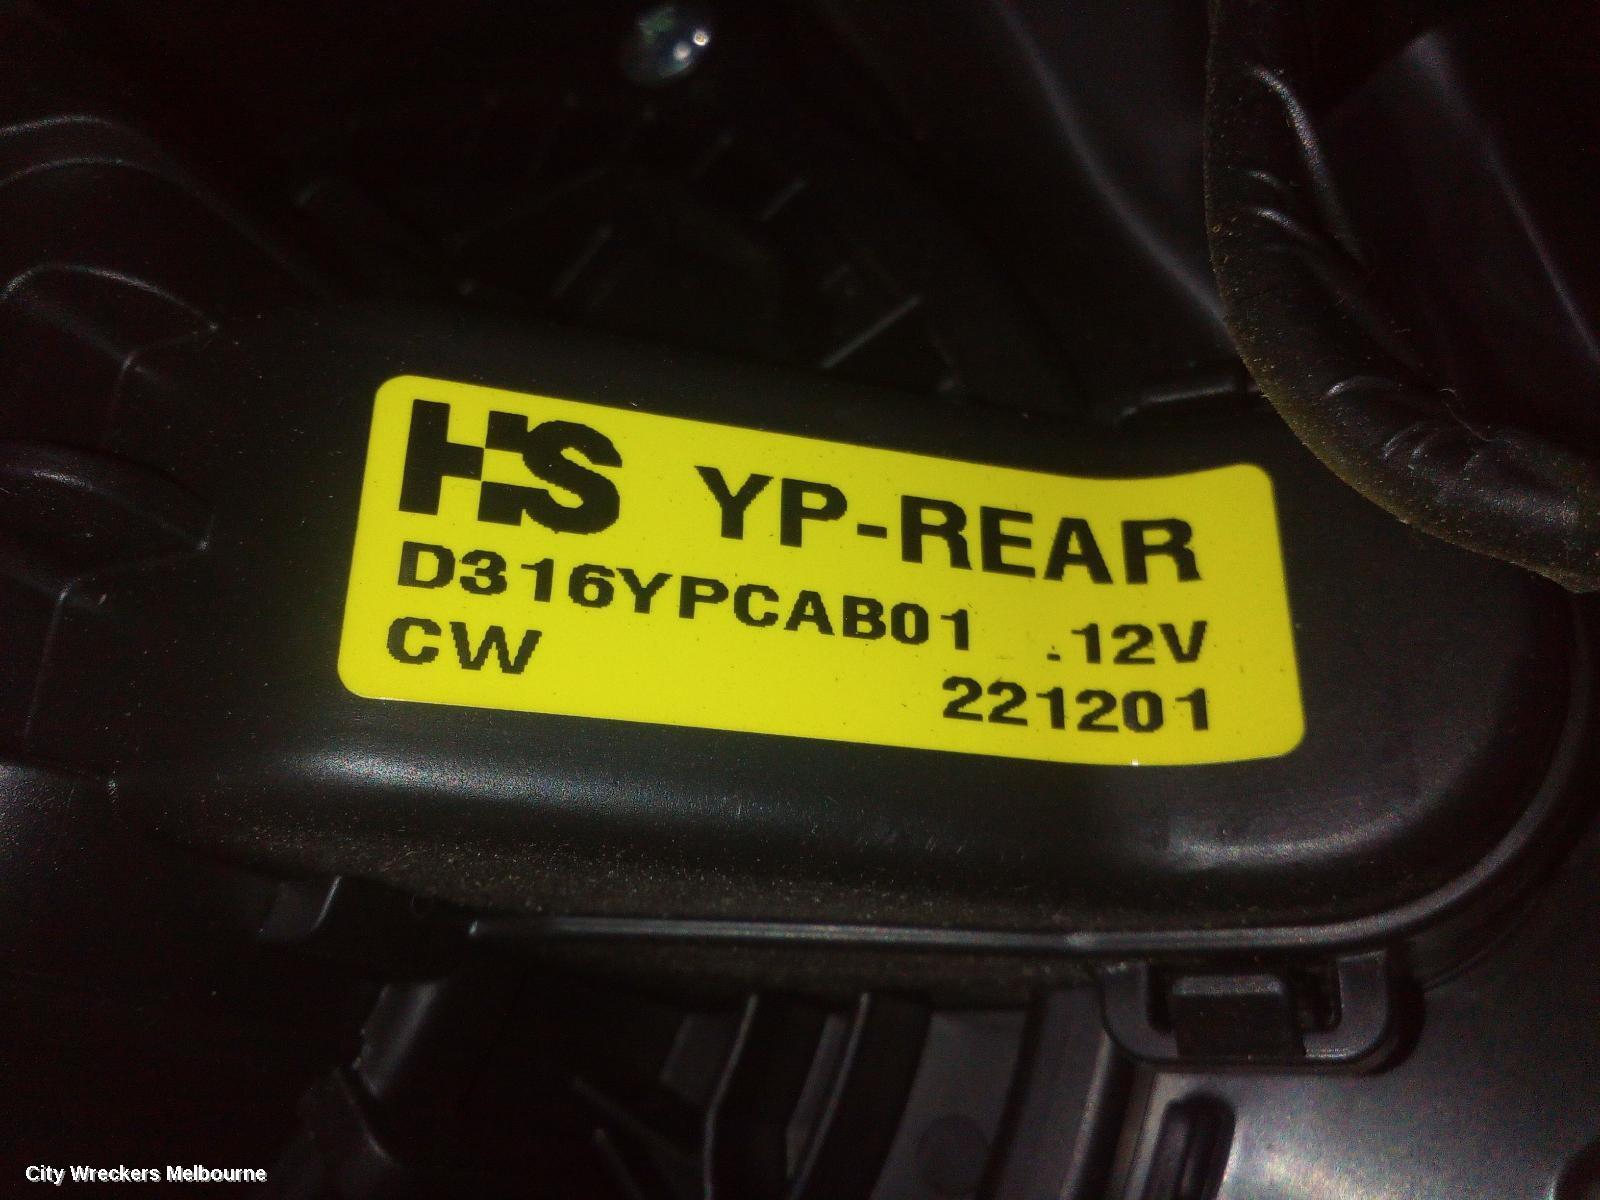 HS YP-REAR
D316YPCAB01 .12V
CW
221201
City Wreckers Melbourne